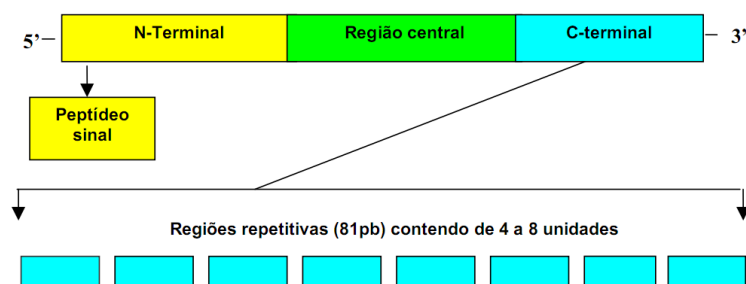 5’ N-Terminal Região central C-terminal 3’
Peptídeo
sinal
Regiões repetitivas (81pb) contendo de 4 a 8 unidades